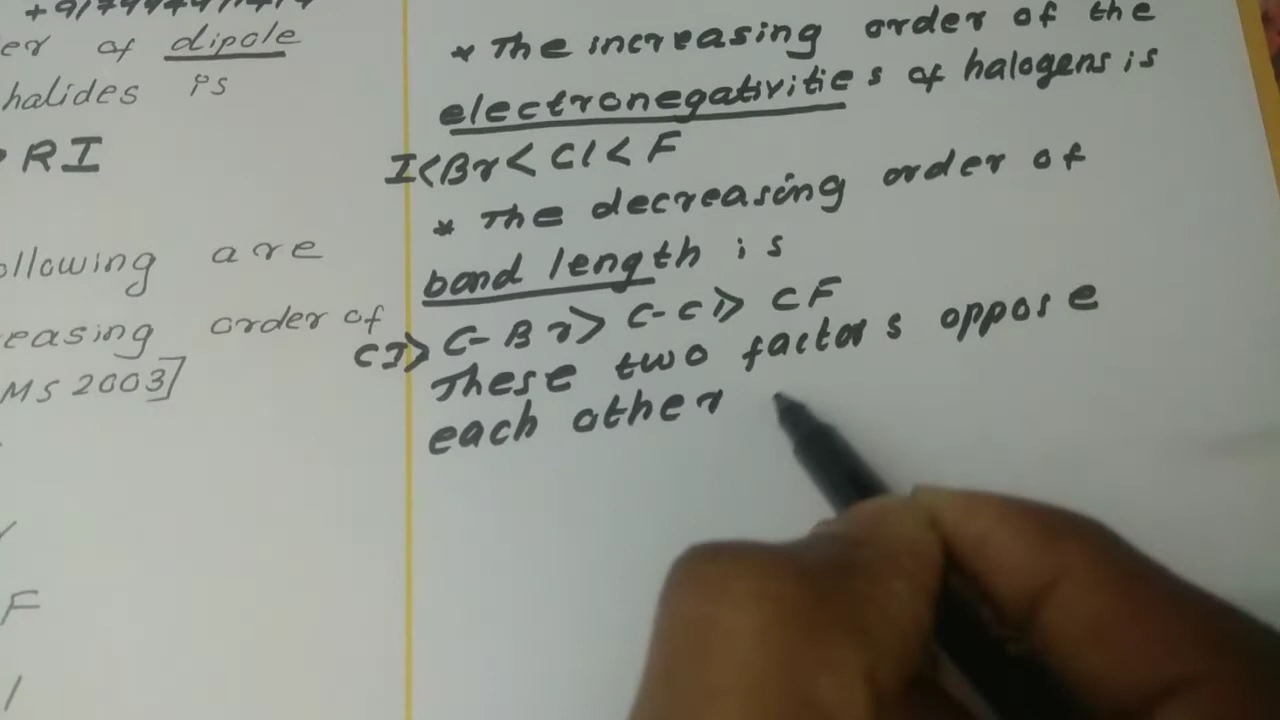 er of dipole
halides is
RI
ollowing are
easing order of
MS 2003]
F
* The increasing order of the
electronegativities of halogens is
I<Br<Cl<F
* The decreasing order of
bond length is
CI> C-Br> C-Cl> CF
These two factors oppose
each other